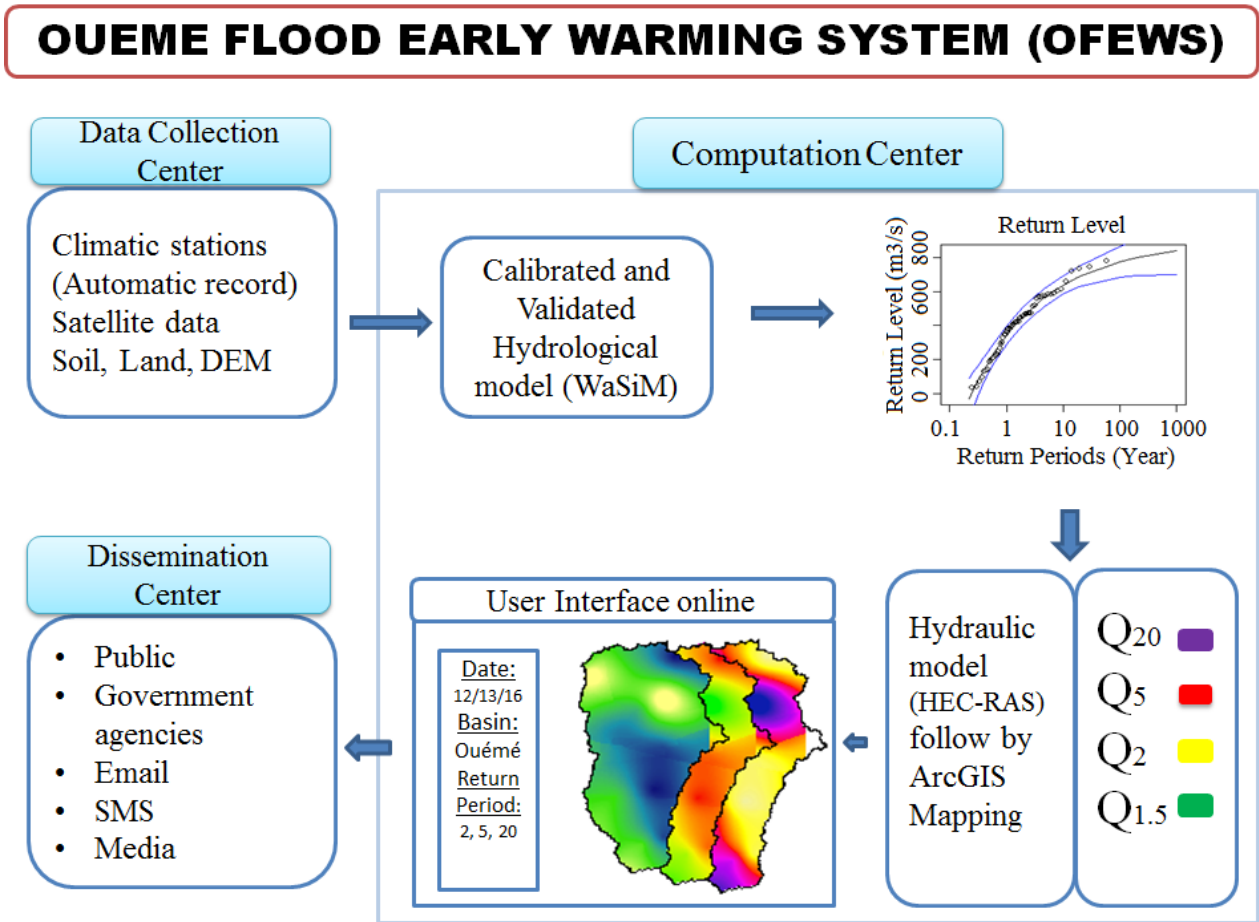 OUEME FLOOD EARLY WARMING SYSTEM (OFEWS)
Data Collection
Center
Climatic stations
(Automatic record)
Satellite data
Soil, Land, DEM
Computation Center
Calibrated and
Validated
Hydrological
model (WaSiM)
Return Level
Return Level (m3/s)
0 200 400 600 800
0.1 1 10 100 1000
Return Periods (Year)
Hydraulic
model
(HEC-RAS)
follow by
ArcGIS
Mapping
Q20
Q5
Q2
Q1.5
User Interface online
Date:
12/13/16
Basin:
Ouémé
Return
Period:
2, 5, 20
Dissemination
Center
• Public
• Government
agencies
• Email
• SMS
• Media